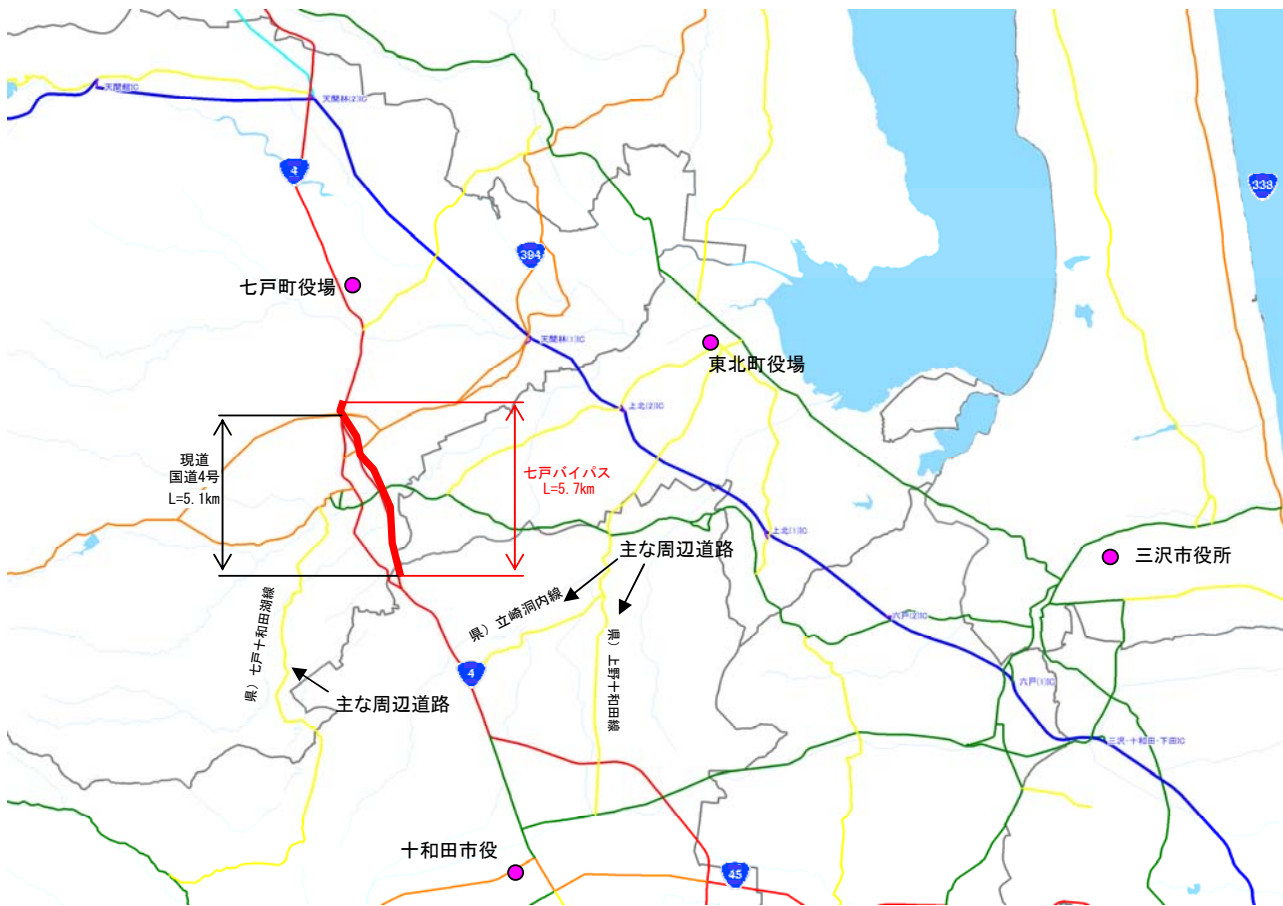 天間舘IC
天間林(2)IC
4
338
394
七戸町役場
天間林(1)IC
東北町役場
上北(2)IC
現道
国道4号
L=5.1km
七戸バイパス
L=5.7km
上北(1)IC
主な周辺道路
三沢市役所
県）立崎洞内線
六戸(2)IC
県）七戸十和田湖線
4
県）上野十和田線
六戸(1)IC
主な周辺道路
三沢・十和田・下田IC
十和田市役
45